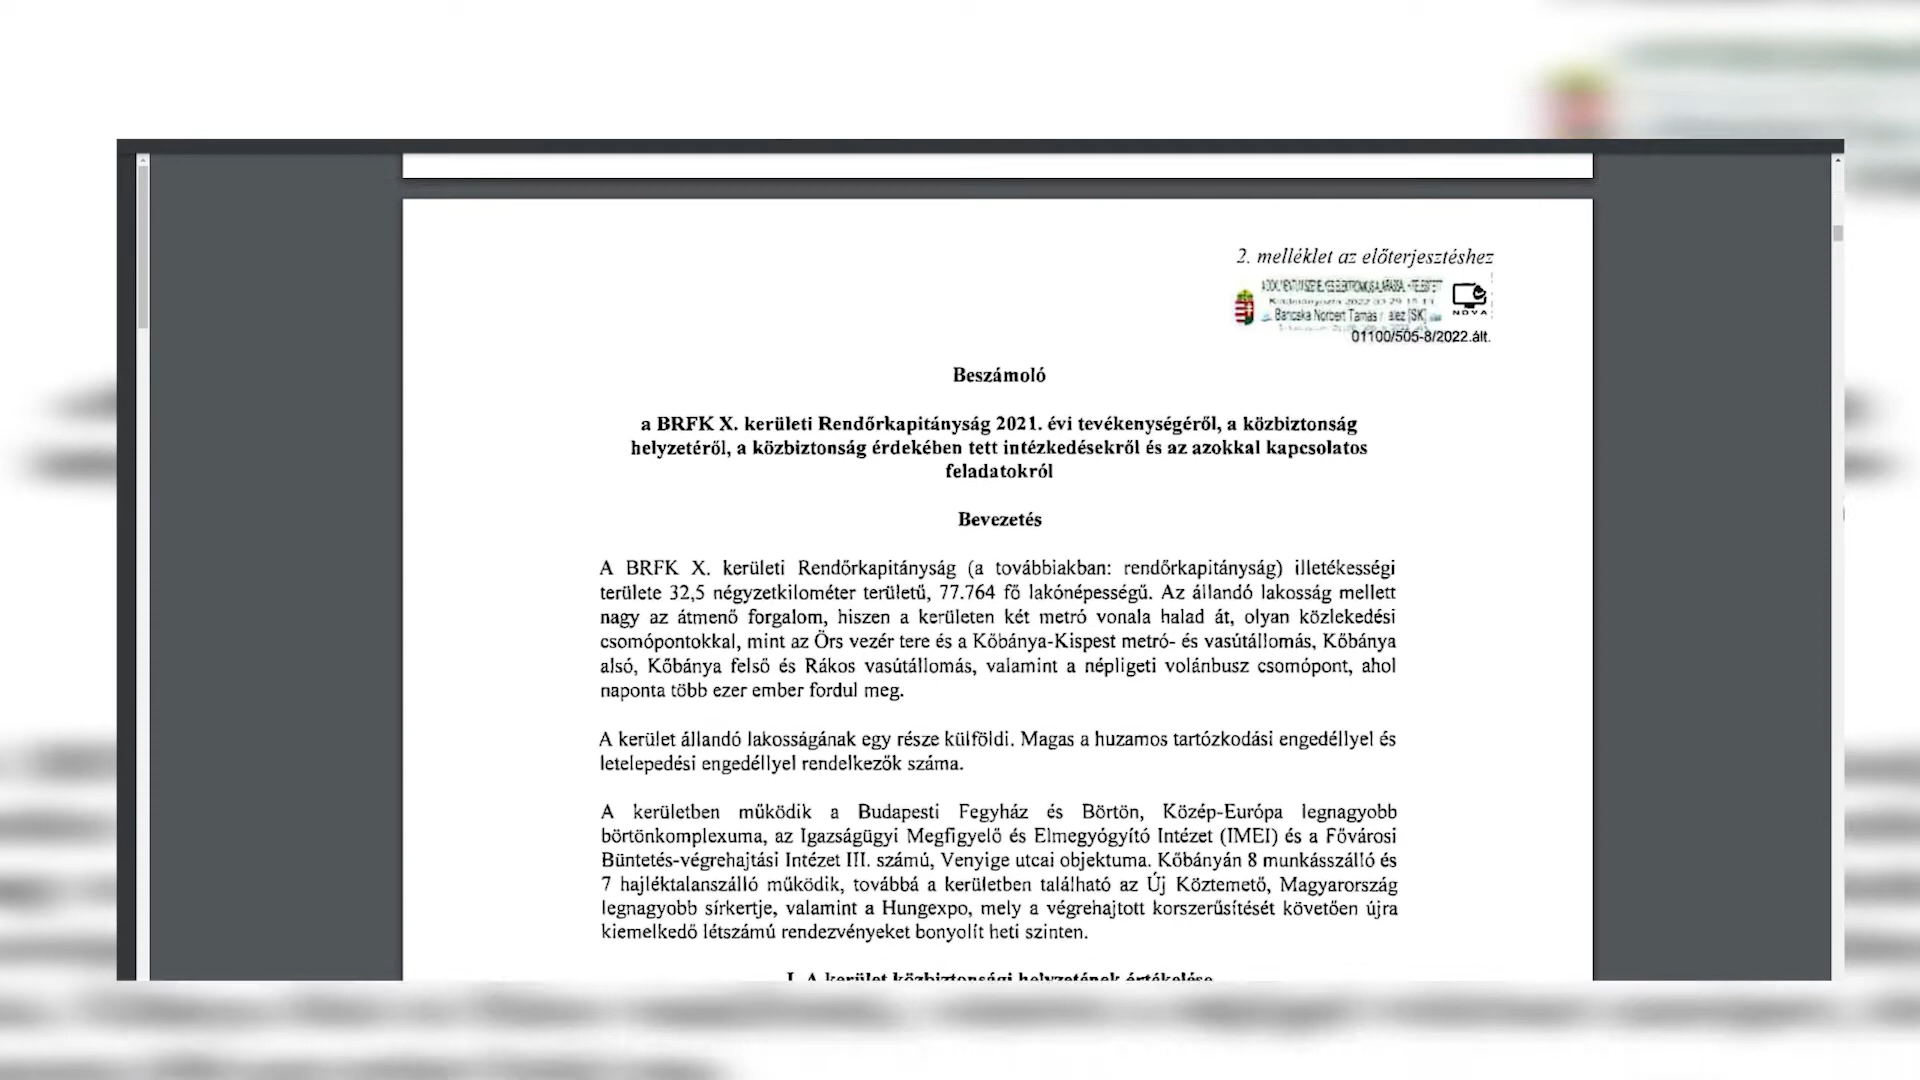 2. melléklet az előterjesztéshez
Bancska Norbert Tamás r. alez [SK]
NOVA
01100/505-8/2022.ált.
Beszámoló
a BRFK X. kerületi Rendőrkapitányság 2021. évi tevékenységéről, a közbiztonság
helyzetéről, a közbiztonság érdekében tett intézkedésekről és az azokkal kapcsolatos
feladatokról
Bevezetés
A BRFK X. kerületi Rendőrkapitányság (a továbbiakban: rendőrkapitányság) illetékességi
területe 32,5 négyzetkilométer területű, 77.764 fő lakónépességű. Az állandó lakosság mellett
nagy az átmenő forgalom, hiszen a kerületen két metró vonala halad át, olyan közlekedési
csomópontokkal, mint az Örs vezér tere és a Kőbánya-Kispest metró- és vasútállomás, Kőbánya
alsó, Kőbánya felső és Rákos vasútállomás, valamint a népligeti volánbusz csomópont, ahol
naponta több ezer ember fordul meg.
A kerület állandó lakosságának egy része külföldi. Magas a huzamos tartózkodási engedéllyel és
letelepedési engedéllyel rendelkezők száma.
A kerületben működik a Budapesti Fegyház és Börtön, Közép-Európa legnagyobb
börtönkomplexuma, az Igazságügyi Megfigyelő és Elmegyógyító Intézet (IMEI) és a Fővárosi
Büntetés-végrehajtási Intézet III. számú, Venyige utcai objektuma. Kőbányán 8 munkásszálló és
7 hajléktalanszálló működik, továbbá a kerületben található az Új Köztemető, Magyarország
legnagyobb sírkertje, valamint a Hungexpo, mely a végrehajtott korszerűsítését követően újra
kiemelkedő létszámú rendezvényeket bonyolít heti szinten.
I. A kerület közbiztonsági helyzetének értékelése